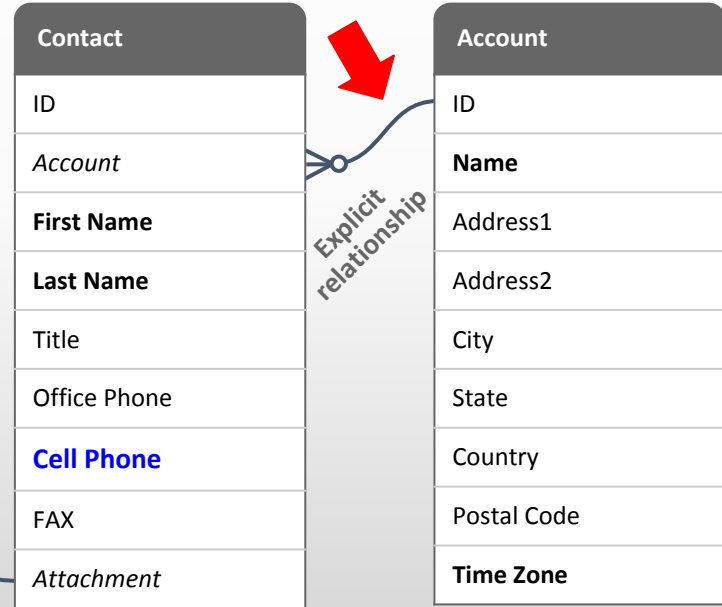 Contact
ID
Account
First Name
Last Name
Title
Office Phone
Cell Phone
FAX
Attachment
Explicit
relationship
Account
ID
Name
Address1
Address2
City
State
Country
Postal Code
Time Zone